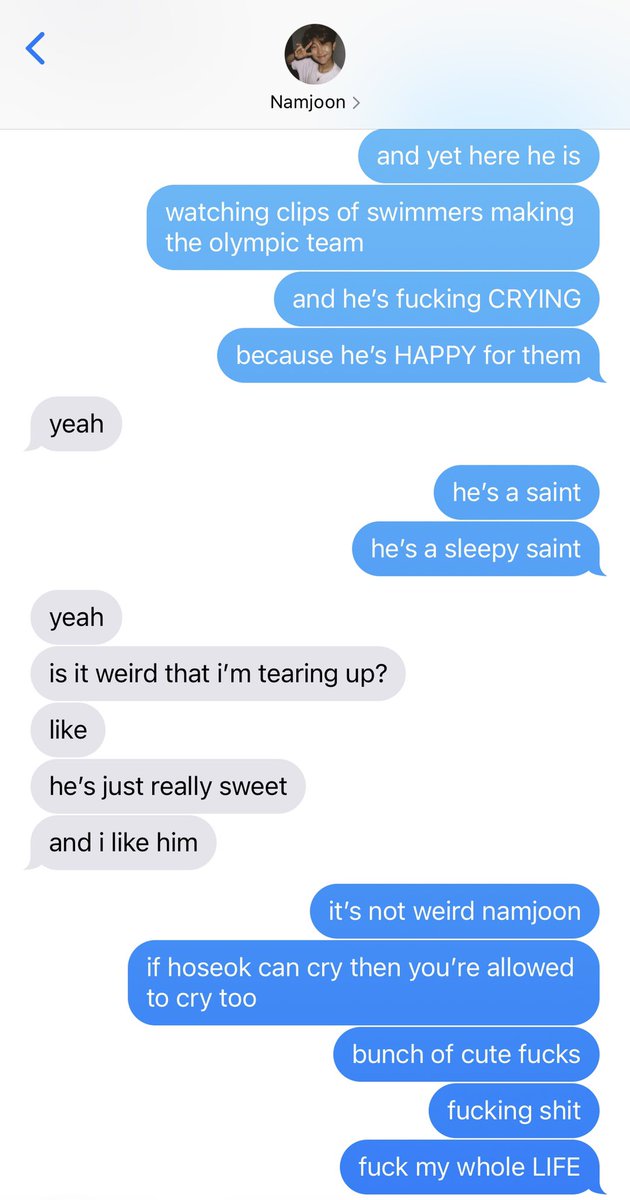 Namjoon
and yet here he is
watching clips of swimmers making
the olympic team
and he’s fucking CRYING
because he’s HAPPY for them
yeah
he’s a saint
he’s a sleepy saint
yeah
is it weird that i’m tearing up?
like
he’s just really sweet
and i like him
it’s not weird namjoon
if hoseok can cry then you’re allowed
to cry too
bunch of cute fucks
fucking shit
fuck my whole LIFE